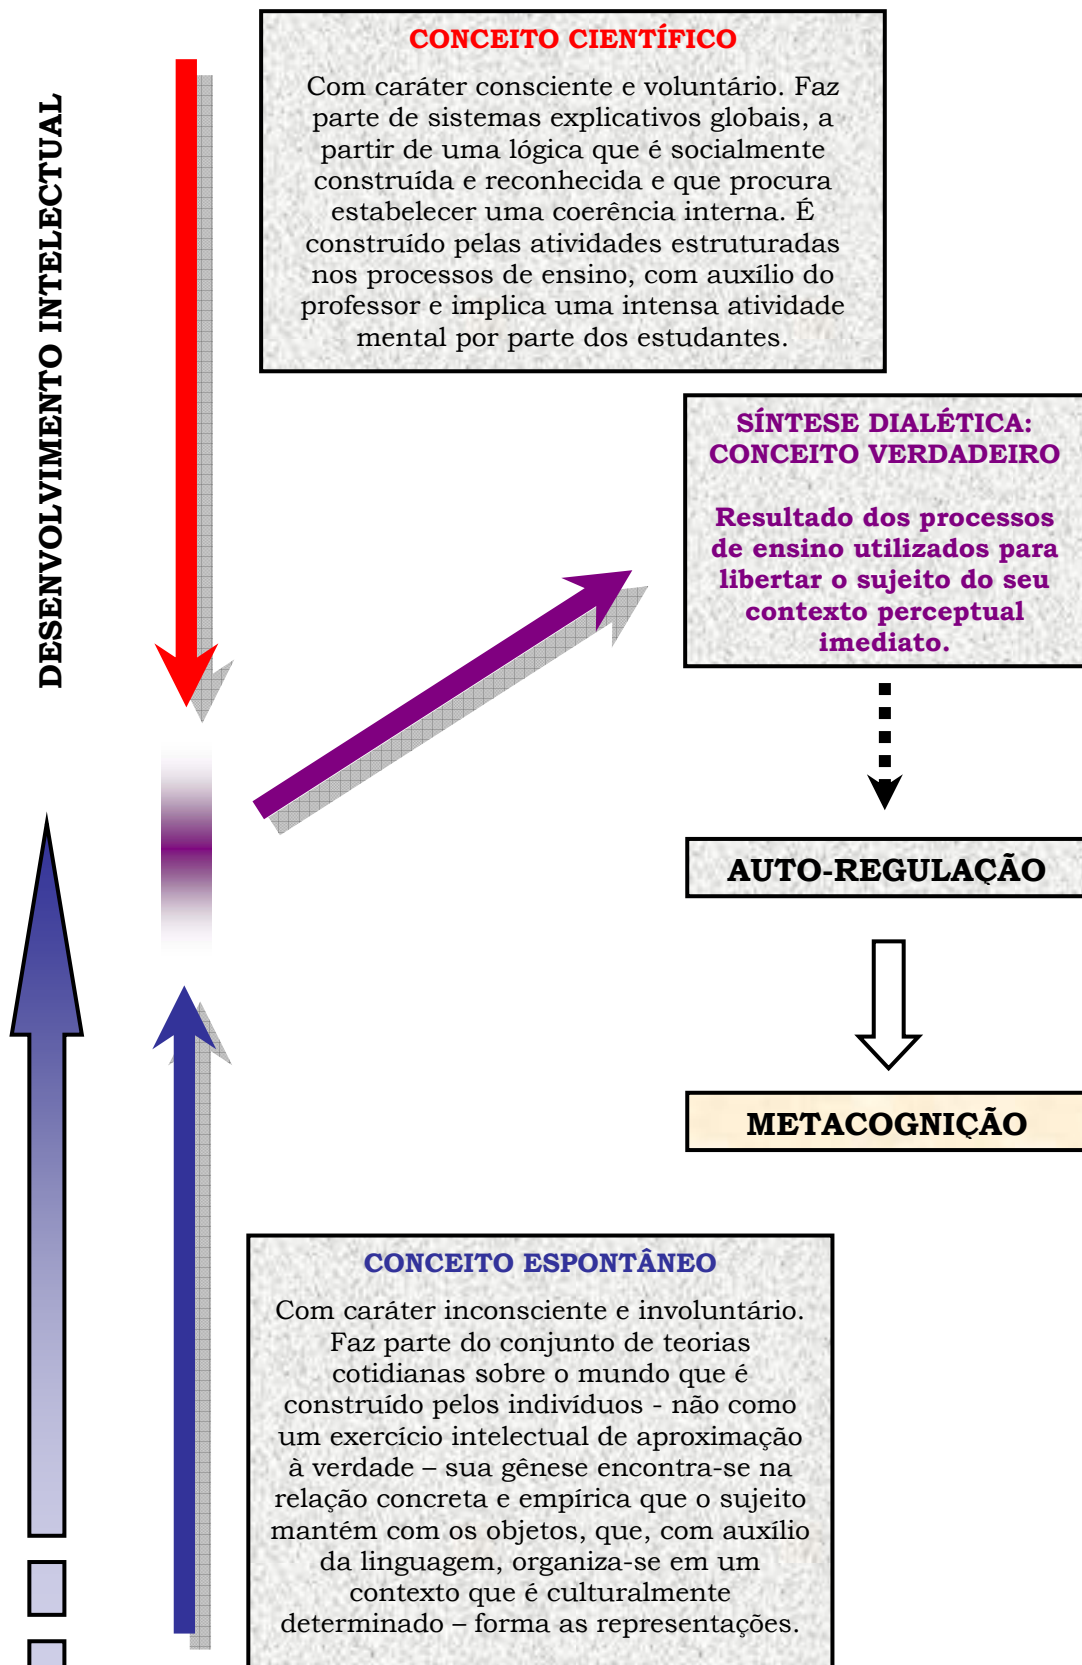 DESENVOLVIMENTO INTELECTUAL
CONCEITO CIENTÍFICO
Com caráter consciente e voluntário. Faz
parte de sistemas explicativos globais, a
partir de uma lógica que é socialmente
construída e reconhecida e que procura
estabelecer uma coerência interna. É
construído pelas atividades estruturadas
nos processos de ensino, com auxílio do
professor e implica uma intensa atividade
mental por parte dos estudantes.
SÍNTESE DIALÉTICA:
CONCEITO VERDADEIRO
Resultado dos processos
de ensino utilizados para
libertar o sujeito do seu
contexto perceptual
imediato.
AUTO-REGULAÇÃO
METACOGNIÇÃO
CONCEITO ESPONTÂNEO
Com caráter inconsciente e involuntário.
Faz parte do conjunto de teorias
cotidianas sobre o mundo que é
construído pelos indivíduos - não como
um exercício intelectual de aproximação
à verdade – sua gênese encontra-se na
relação concreta e empírica que o sujeito
mantém com os objetos, que, com auxílio
da linguagem, organiza-se em um
contexto que é culturalmente
determinado – forma as representações.